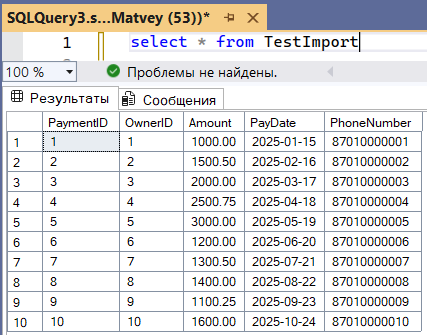 SQLQuery3.s...Matvey (53))*
1 select * from TestImport
100 % Проблемы не найдены.
Результаты Сообщения
PaymentID OwnerID Amount PayDate PhoneNumber
1 1 1 1000.00 2025-01-15 87010000001
2 2 2 1500.50 2025-02-16 87010000002
3 3 3 2000.00 2025-03-17 87010000003
4 4 4 2500.75 2025-04-18 87010000004
5 5 5 3000.00 2025-05-19 87010000005
6 6 6 1200.00 2025-06-20 87010000006
7 7 7 1300.50 2025-07-21 87010000007
8 8 8 1400.00 2025-08-22 87010000008
9 9 9 1100.25 2025-09-23 87010000009
10 10 10 1600.00 2025-10-24 87010000010